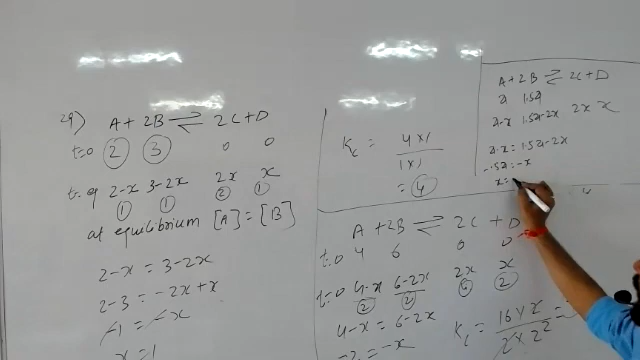 29) A + 2B ⇌ 2C + D
t=0 2 3 0 0
t=eq 2-x 3-2x 2x x
1 1 2 1
at equilibrium [A] = [B]
2-x = 3-2x
2-3 = -2x+x
-1 = -x
x = 1
Kc = 4×1
1×1
= 4
A + 2B ⇌ 2C + D
t=0 4 6 0 0
t=0 4-x 6-2x 2x x
2 2 2
4-x = 6-2x
-2 = -x
Kc = 16×2
2×2²
A + 2B ⇌ 2C + D
a 1.5a
a-x 1.5a-2x 2x x
a-x = 1.5a-2x
-.5a = -x
x =